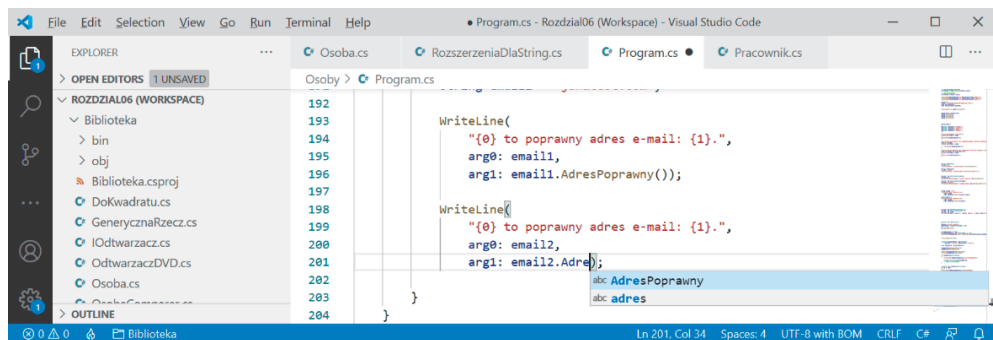 File Edit Selection View Go Run Terminal Help ● Program.cs - Rozdzial06 (Workspace) - Visual Studio Code
EXPLORER ...
Osoba.cs RozszerzeniaDlaString.cs Program.cs ● Pracownik.cs ...
OPEN EDITORS 1 UNSAVED
Osoby > Program.cs
ROZDZIAL06 (WORKSPACE)
Biblioteka
bin
obj
Biblioteka.csproj
DoKwadratu.cs
GenerycznaRzecz.cs
IOdtwarzacz.cs
OdtwarzaczDVD.cs
Osoba.cs
OUTLINE
192
193 WriteLine(
194 "{0} to poprawny adres e-mail: {1}.",
195 arg0: email1,
196 arg1: email1.AdresPoprawny());
197
198 WriteLine(
199 "{0} to poprawny adres e-mail: {1}.",
200 arg0: email2,
201 arg1: email2.Adre);
202
abc AdresPoprawny
203 }
abc adres
204 }
1
1
0 0 Biblioteka Ln 201, Col 34 Spaces: 4 UTF-8 with BOM CRLF C#